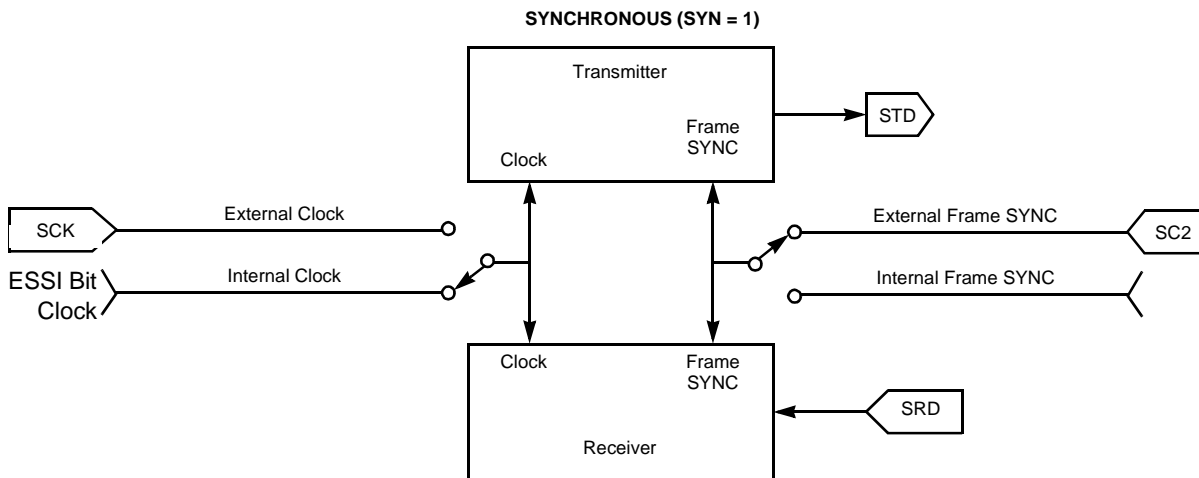 SYNCHRONOUS (SYN = 1)
Transmitter
STD
Frame
SYNC
Clock
SCK
External Clock
External Frame SYNC
SC2
ESSI Bit
Clock
Internal Clock
Internal Frame SYNC
Clock
Frame
SYNC
SRD
Receiver